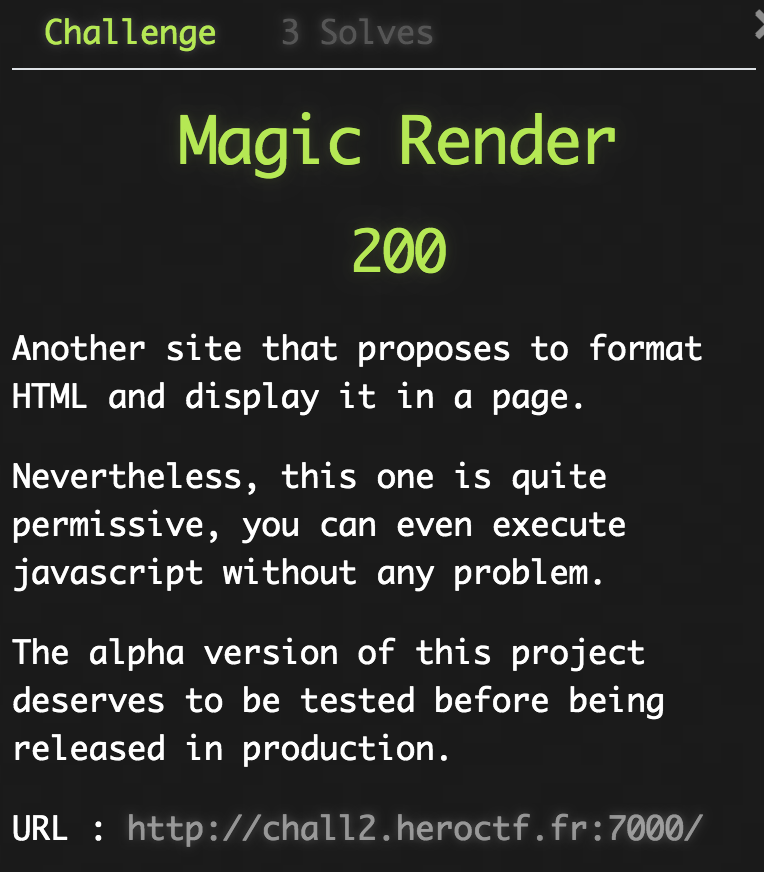 Challenge 3 Solves
Magic Render
200
Another site that proposes to format
HTML and display it in a page.
Nevertheless, this one is quite
permissive, you can even execute
javascript without any problem.
The alpha version of this project
deserves to be tested before being
released in production.
URL : http://chall2.heroctf.fr:7000/